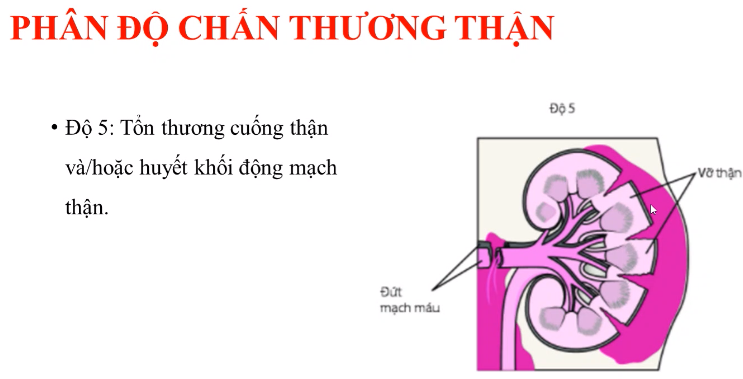 PHÂN ĐỘ CHẤN THƯƠNG THẬN
• Độ 5: Tổn thương cuống thận
và/hoặc huyết khối động mạch
thận.
Độ 5
Vỡ thận
Đứt
mạch máu